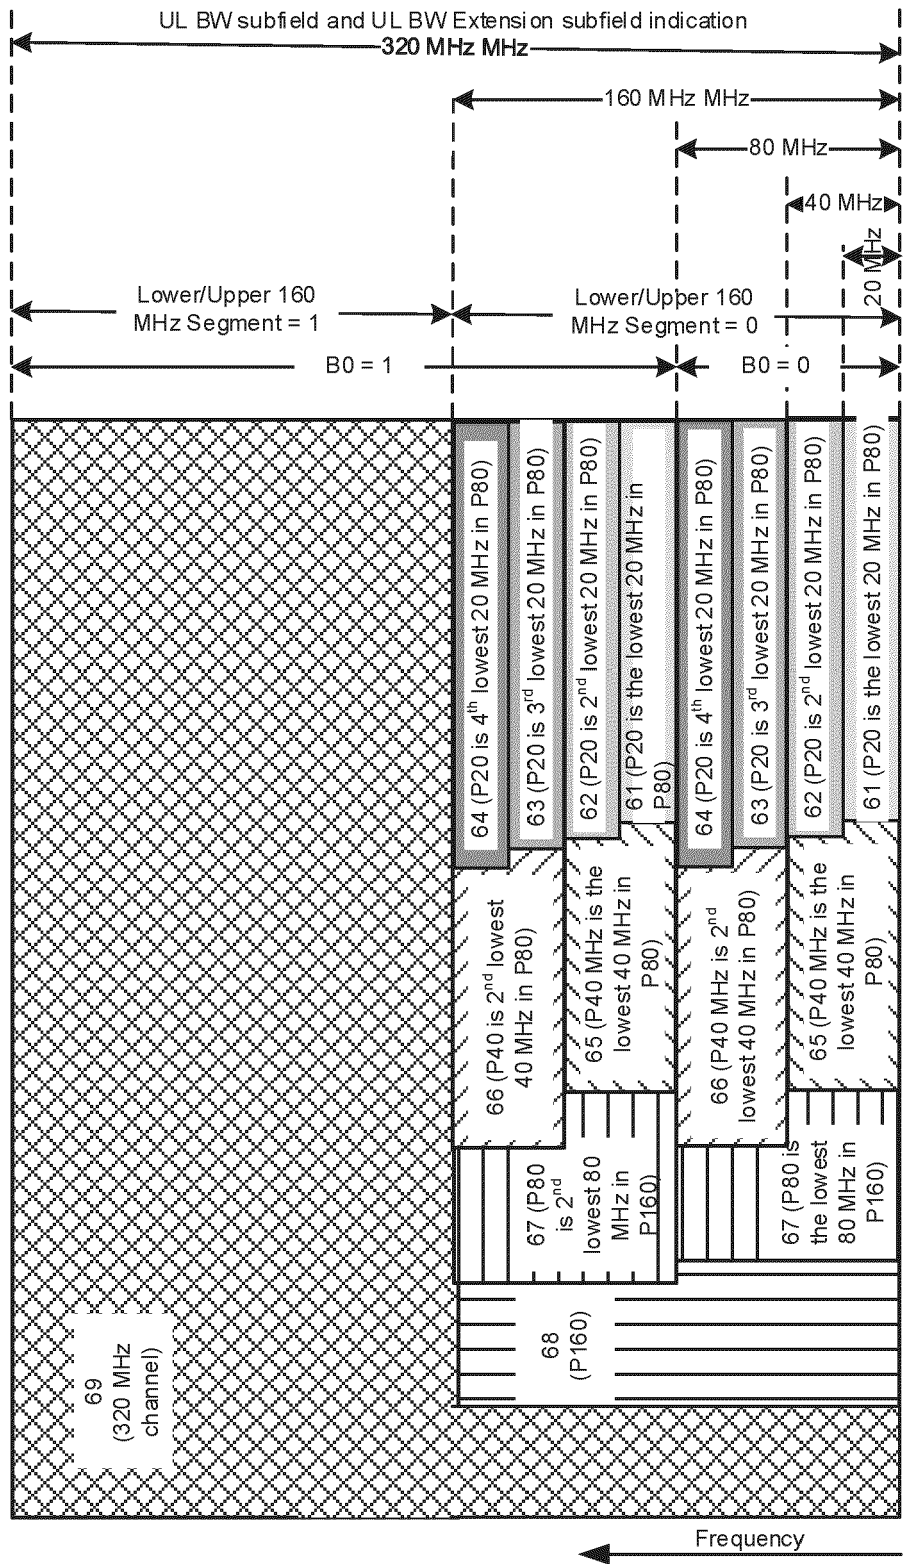 UL BW subfield and UL BW Extension subfield indication
320 MHz MHz
160 MHz MHz
80 MHz
40 MHz
20 MHz
Lower/Upper 160
MHz Segment = 1
Lower/Upper 160
MHz Segment = 0
B0 = 1
B0 = 0
64 (P20 is 4th lowest 20 MHz in P80)
63 (P20 is 3rd lowest 20 MHz in P80)
62 (P20 is 2nd lowest 20 MHz in P80)
61 (P20 is the lowest 20 MHz in
P80)
64 (P20 is 4th lowest 20 MHz in P80)
63 (P20 is 3rd lowest 20 MHz in P80)
62 (P20 is 2nd lowest 20 MHz in P80)
61 (P20 is the lowest 20 MHz in P80)
66 (P40 is 2nd lowest
40 MHz in P80)
65 (P40 MHz is the
lowest 40 MHz in
P80)
66 (P40 MHz is 2nd
lowest 40 MHz in P80)
65 (P40 MHz is the
lowest 40 MHz in
P80)
67 (P80
is 2nd
lowest 80
MHz in
P160)
67 (P80 is
the lowest
80 MHz in
P160)
68
(P160)
69
(320 MHz
channel)
Frequency